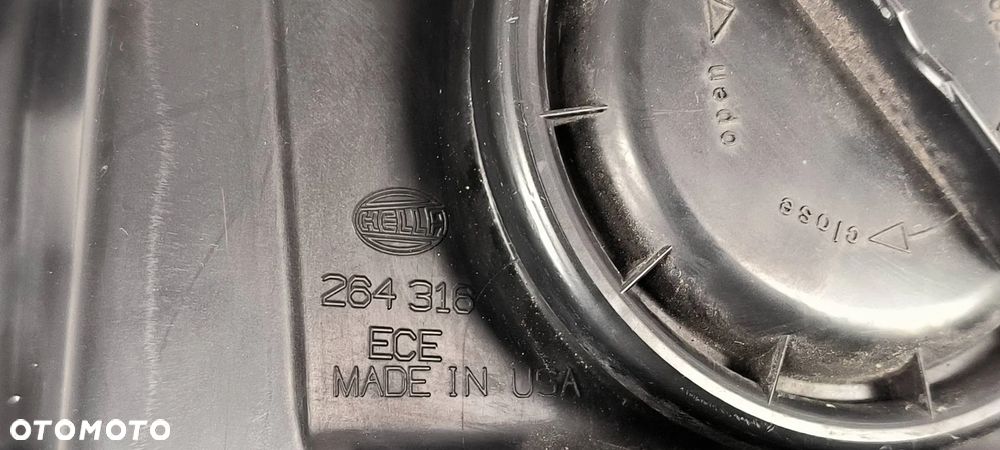 open
close
HELLA
264 316
ECE
MADE IN USA
OTOMOTO